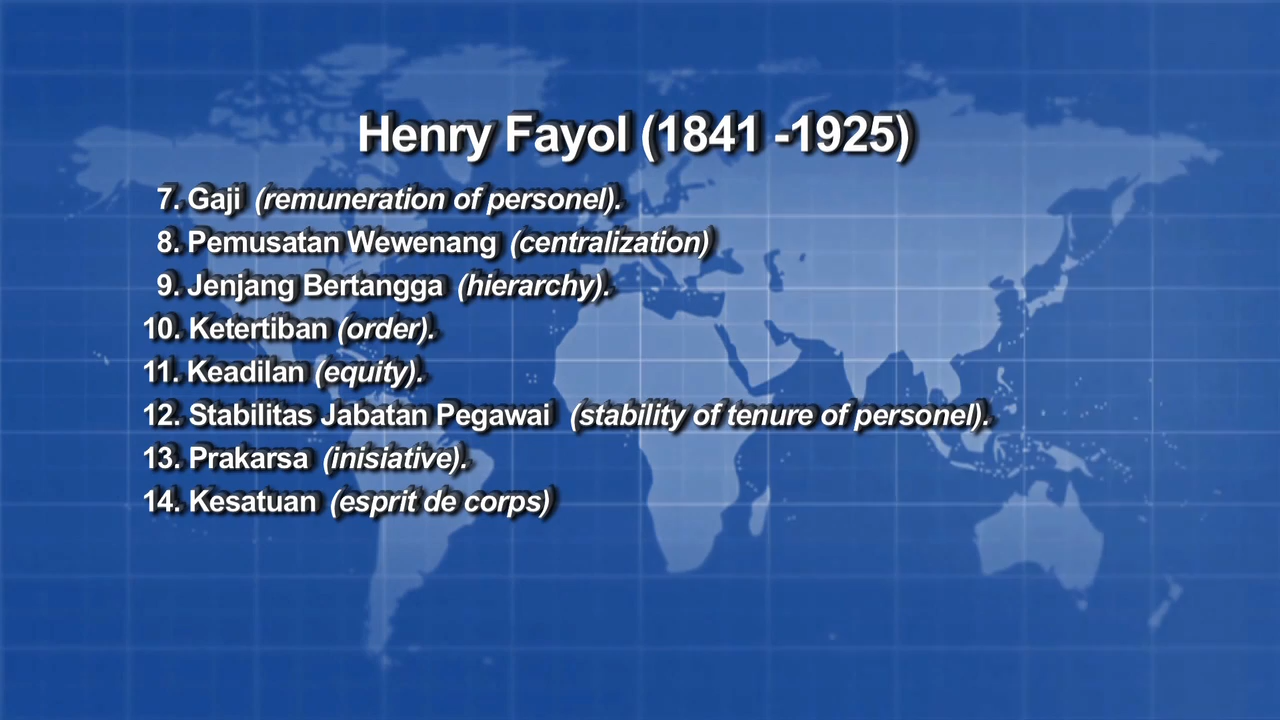 Henry Fayol (1841 -1925)
7. Gaji (remuneration of personel).
8. Pemusatan Wewenang (centralization)
9. Jenjang Bertangga (hierarchy).
10. Ketertiban (order).
11. Keadilan (equity).
12. Stabilitas Jabatan Pegawai (stability of tenure of personel).
13. Prakarsa (inisiative).
14. Kesatuan (esprit de corps)